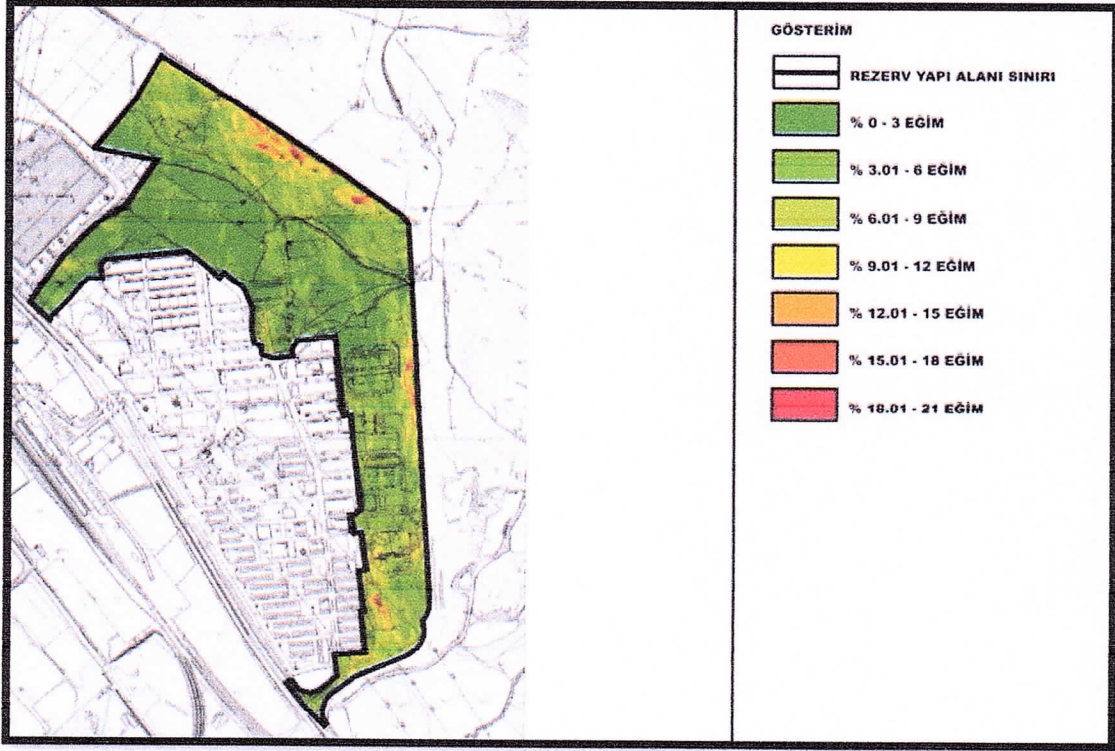 GÖSTERİM
REZERV YAPI ALANI SINIRI
% 0 - 3 EĞİM
% 3.01 - 6 EĞİM
% 6.01 - 9 EĞİM
% 9.01 - 12 EĞİM
% 12.01 - 15 EĞİM
% 15.01 - 18 EĞİM
% 18.01 - 21 EĞİM